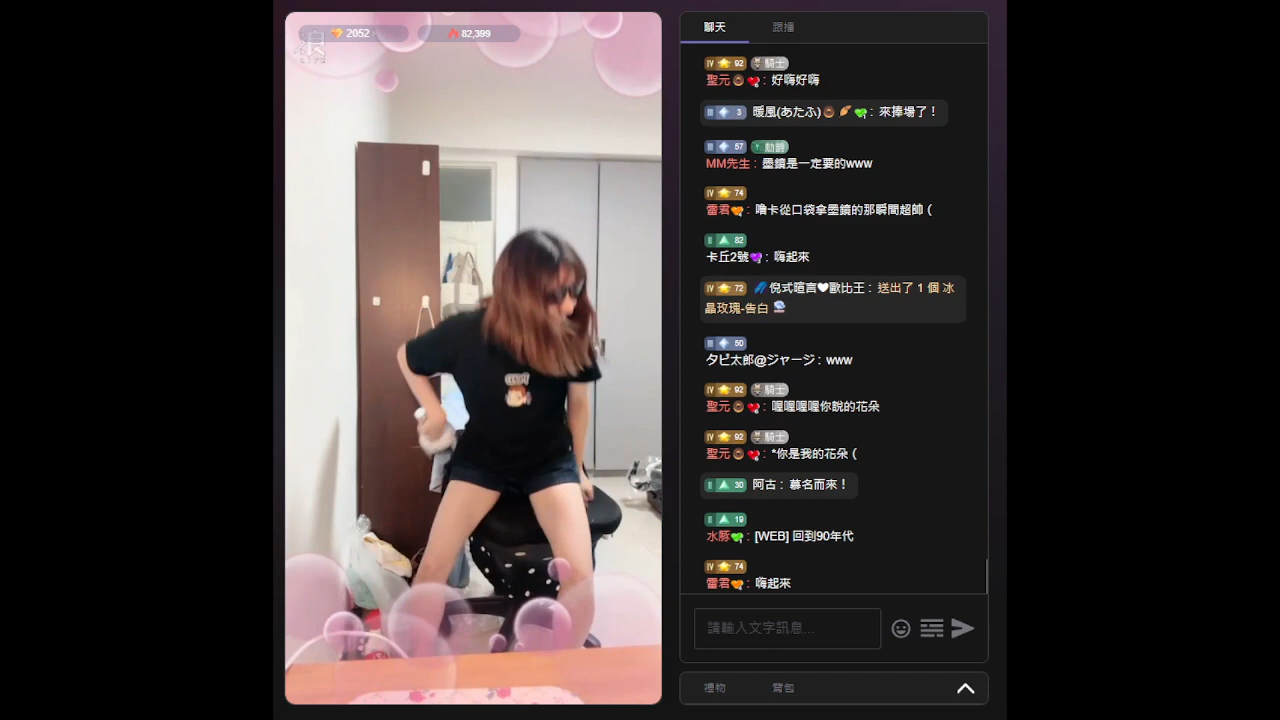 2052
82,399
浪
LIVE
聊天
跟播
IV 92 騎士
聖元: 好嗨好嗨
III 3 暖風(あたふ): 來捧場了!
III 57 勳爵
MM先生: 墨鏡是一定要的www
IV 74
雷君: 噜卡從口袋拿墨鏡的那瞬間超帥 (
II 82
卡丘2號: 嗨起來
IV 72 倪式暄言歐比王: 送出了 1 個 冰
晶玫瑰-告白
III 50
タピ太郎@ジャージ: www
IV 92 騎士
聖元: 喔喔喔喔你說的花朵
IV 92 騎士
聖元: *你是我的花朵 (
II 30 阿古: 慕名而來!
II 19
水豚: [WEB] 回到90年代
IV 74
雷君: 嗨起來
請輸入文字訊息...
禮物
背包